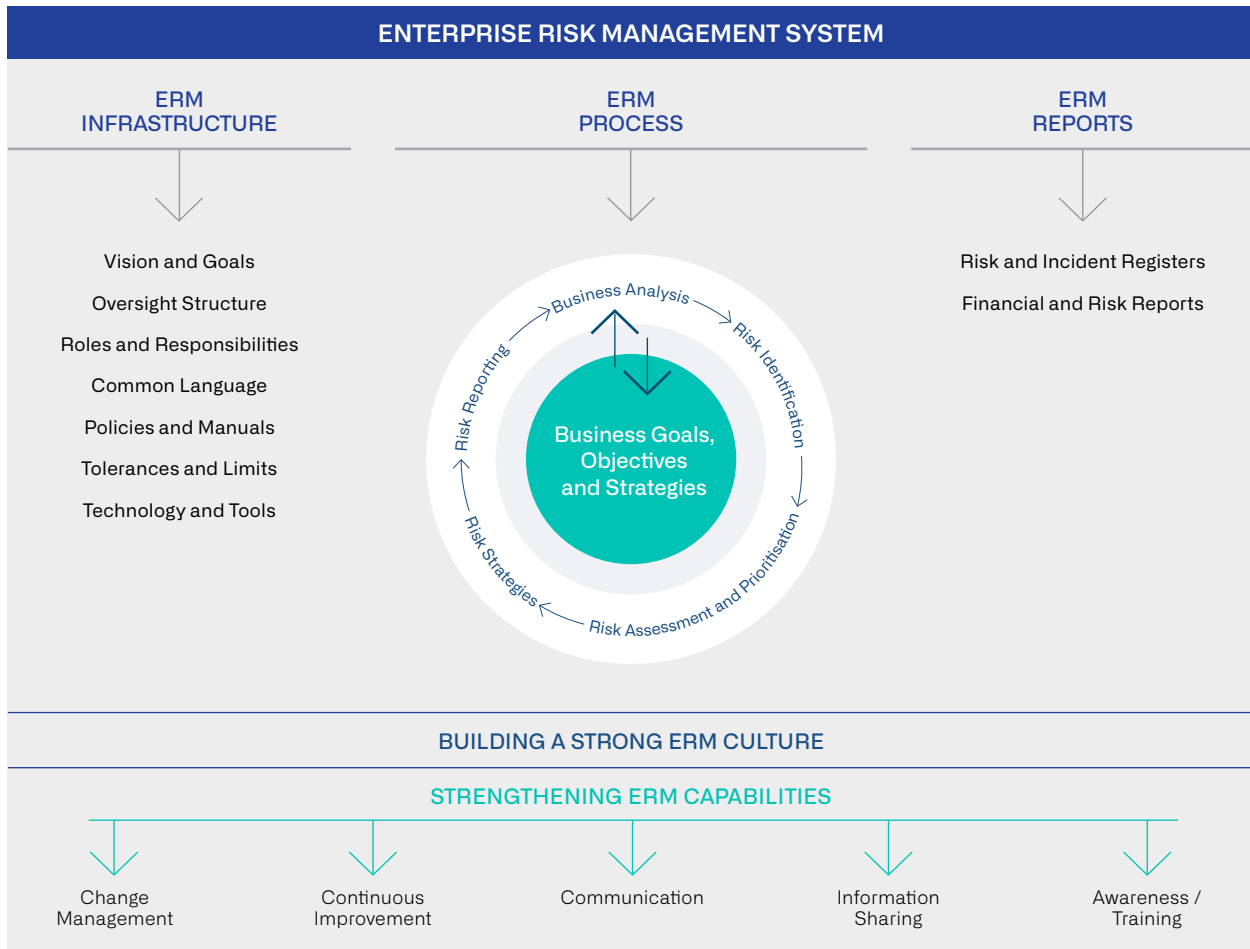 ENTERPRISE RISK MANAGEMENT SYSTEM
ERM
INFRASTRUCTURE
Vision and Goals
Oversight Structure
Roles and Responsibilities
Common Language
Policies and Manuals
Tolerances and Limits
Technology and Tools
ERM
PROCESS
Business Analysis
Risk Identification
Risk Assessment and Prioritisation
Risk Strategies
Risk Reporting
Business Goals,
Objectives
and Strategies
ERM
REPORTS
Risk and Incident Registers
Financial and Risk Reports
BUILDING A STRONG ERM CULTURE
STRENGTHENING ERM CAPABILITIES
Change
Management
Continuous
Improvement
Communication
Information
Sharing
Awareness /
Training